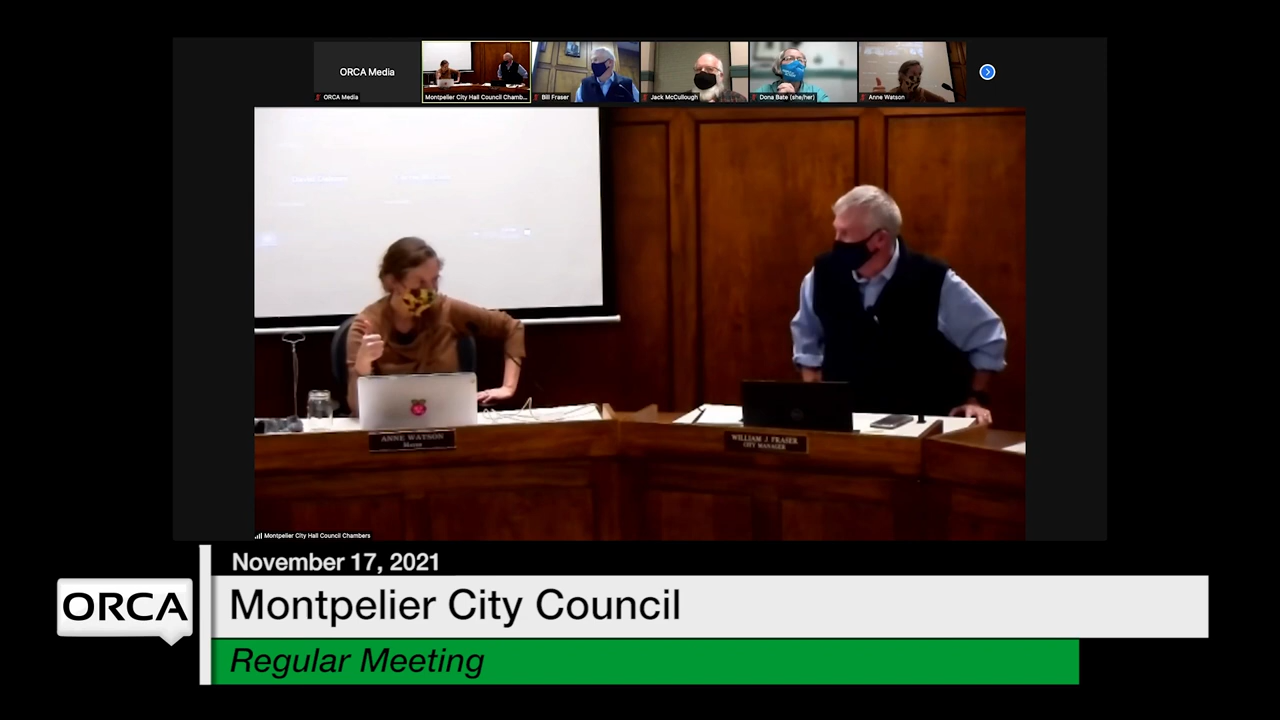 ORCA Media
ORCA Media
Montpelier City Hall Council Chamb...
Bill Fraser
Jack McCullough
Dona Bate (she/her)
Anne Watson
ANNE WATSON
Mayor
WILLIAM J. FRASER
CITY MANAGER
Montpelier City Hall Council Chambers
November 17, 2021
ORCA
Montpelier City Council
Regular Meeting